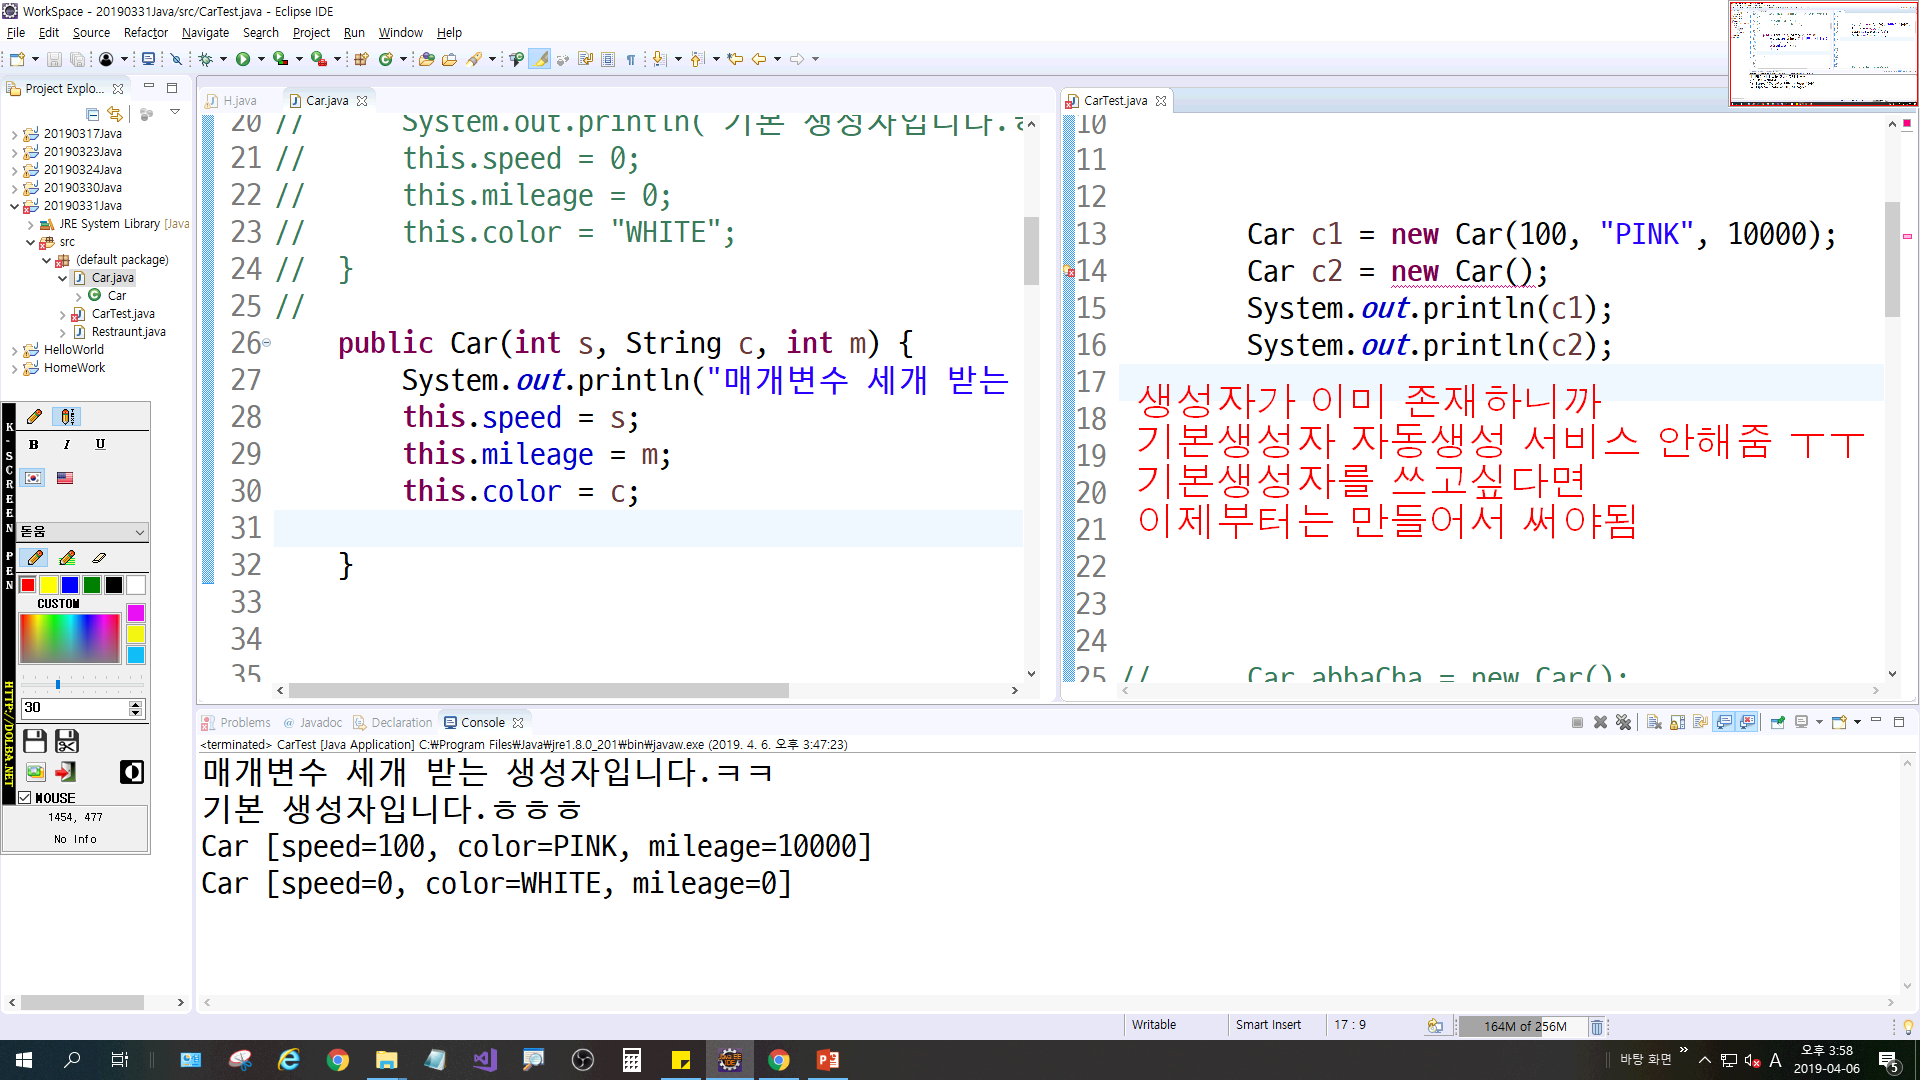 WorkSpace - 20190331Java/src/CarTest.java - Eclipse IDE
File Edit Source Refactor Navigate Search Project Run Window Help
Project Explo...
20190317Java
20190323Java
20190324Java
20190330Java
20190331Java
JRE System Library [Java
src
(default package)
Car.java
Car
CarTest.java
Restraunt.java
HelloWorld
HomeWork
K-SCREEN PEN
HTTP://DOLBA.NET
B I U
돋움
CUSTOM
30
MOUSE
1454, 477
No Info
H.java Car.java
20 // System.out.println( 기본 생성자입니다.
21 // this.speed = 0;
22 // this.mileage = 0;
23 // this.color = "WHITE";
24 // }
25 //
26 public Car(int s, String c, int m) {
27 System.out.println("매개변수 세개 받는
28 this.speed = s;
29 this.mileage = m;
30 this.color = c;
31
32 }
33
34
35
CarTest.java
10
11
12
13 Car c1 = new Car(100, "PINK", 10000);
14 Car c2 = new Car();
15 System.out.println(c1);
16 System.out.println(c2);
17
18
19
20
21
22
23
24
25 // Car abbaCha = new Car();
생성자가 이미 존재하니까
기본생성자 자동생성 서비스 안해줌 ㅜㅜ
기본생성자를 쓰고싶다면
이제부터는 만들어서 써야됨
Problems @ Javadoc Declaration Console
<terminated> CarTest [Java Application] C:₩Program Files₩Java₩jre1.8.0_201₩bin₩javaw.exe (2019. 4. 6. 오후 3:47:23)
매개변수 세개 받는 생성자입니다.ㅋㅋ
기본 생성자입니다.ㅎㅎㅎ
Car [speed=100, color=PINK, mileage=10000]
Car [speed=0, color=WHITE, mileage=0]
Writable Smart Insert 17 : 9 164M of 256M
바탕 화면 A 오후 3:58
2019-04-06
5